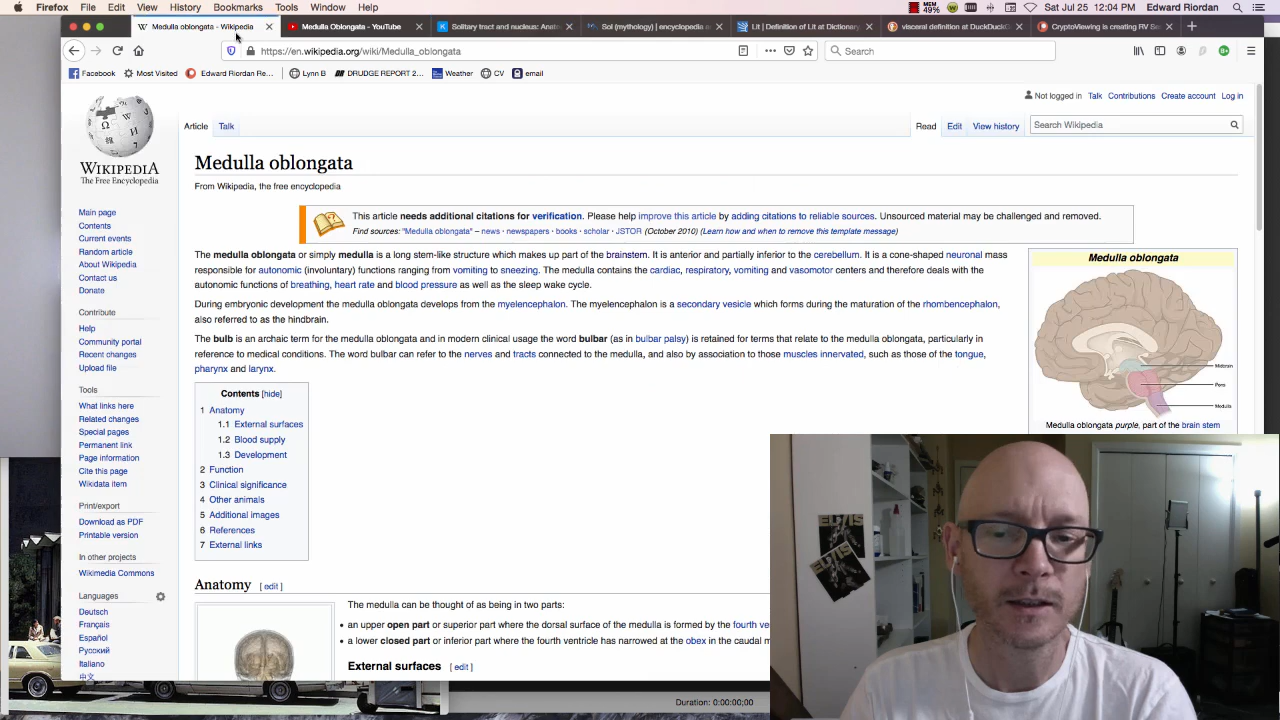 Firefox File Edit View History Bookmarks Tools Window Help MEM 49% Sat Jul 25 12:04 PM Edward Riordan
Medulla oblongata - Wikipedia Medulla Oblongata - YouTube Solitary tract and nucleus: Anat Sol (mythology) | encyclopedia a Lit | Definition of Lit at Dictionary visceral definition at DuckDuckG CryptoViewing is creating RV Se
https://en.wikipedia.org/wiki/Medulla_oblongata Search
Facebook Most Visited Edward Riordan Re... Lynn B DRUDGE REPORT 2... Weather CV email
Not logged in Talk Contributions Create account Log in
Article Talk Read Edit View history Search Wikipedia
WIKIPEDIA
The Free Encyclopedia
Main page
Contents
Current events
Random article
About Wikipedia
Contact us
Donate
Contribute
Help
Community portal
Recent changes
Upload file
Tools
What links here
Related changes
Special pages
Permanent link
Page information
Cite this page
Wikidata item
Print/export
Download as PDF
Printable version
In other projects
Wikimedia Commons
Languages
Deutsch
Français
Español
Русский
Italiano
中文
Medulla oblongata
From Wikipedia, the free encyclopedia
This article needs additional citations for verification. Please help improve this article by adding citations to reliable sources. Unsourced material may be challenged and removed.
Find sources: "Medulla oblongata" – news · newspapers · books · scholar · JSTOR (October 2010) (Learn how and when to remove this template message)
The medulla oblongata or simply medulla is a long stem-like structure which makes up part of the brainstem. It is anterior and partially inferior to the cerebellum. It is a cone-shaped neuronal mass
responsible for autonomic (involuntary) functions ranging from vomiting to sneezing. The medulla contains the cardiac, respiratory, vomiting and vasomotor centers and therefore deals with the
autonomic functions of breathing, heart rate and blood pressure as well as the sleep wake cycle.
During embryonic development the medulla oblongata develops from the myelencephalon. The myelencephalon is a secondary vesicle which forms during the maturation of the rhombencephalon,
also referred to as the hindbrain.
The bulb is an archaic term for the medulla oblongata and in modern clinical usage the word bulbar (as in bulbar palsy) is retained for terms that relate to the medulla oblongata, particularly in
reference to medical conditions. The word bulbar can refer to the nerves and tracts connected to the medulla, and also by association to those muscles innervated, such as those of the tongue,
pharynx and larynx.
Contents [hide]
1 Anatomy
1.1 External surfaces
1.2 Blood supply
1.3 Development
2 Function
3 Clinical significance
4 Other animals
5 Additional images
6 References
7 External links
Medulla oblongata
Midbrain
Pons
Medulla
Medulla oblongata purple, part of the brain stem
Anatomy [ edit ]
The medulla can be thought of as being in two parts:
• an upper open part or superior part where the dorsal surface of the medulla is formed by the fourth ve
• a lower closed part or inferior part where the fourth ventricle has narrowed at the obex in the caudal m
External surfaces [ edit ]
Duration: 0:00:00;00
ELVIS